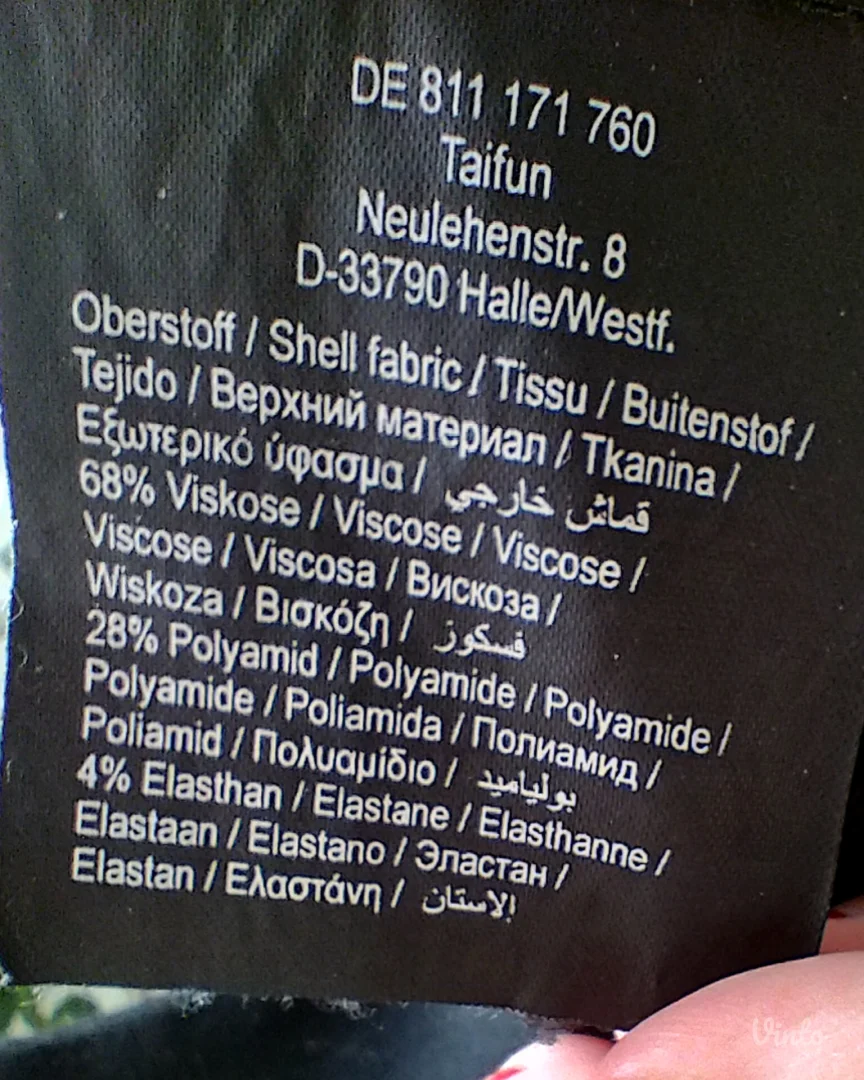 DE 811 171 760
Taifun
Neulehenstr. 8
D-33790 Halle/Westf.
Oberstoff / Shell fabric / Tissu / Buitenstof /
Tejido / Верхний материал / Tkanina /
Εξωτερικό ύφασμα / قماش خارجي
68% Viskose / Viscose / Viscose /
Viscose / Viscosa / Вискоза /
Wiskoza / Βισκόζη / فسكوز
28% Polyamid / Polyamide / Polyamide /
Polyamide / Poliamida / Полиамид /
Poliamid / Πολυαμίδιο / بولياميد
4% Elasthan / Elastane / Elasthanne /
Elastaan / Elastano / Эластан /
Elastan / Ελαστάνη / إلاستان